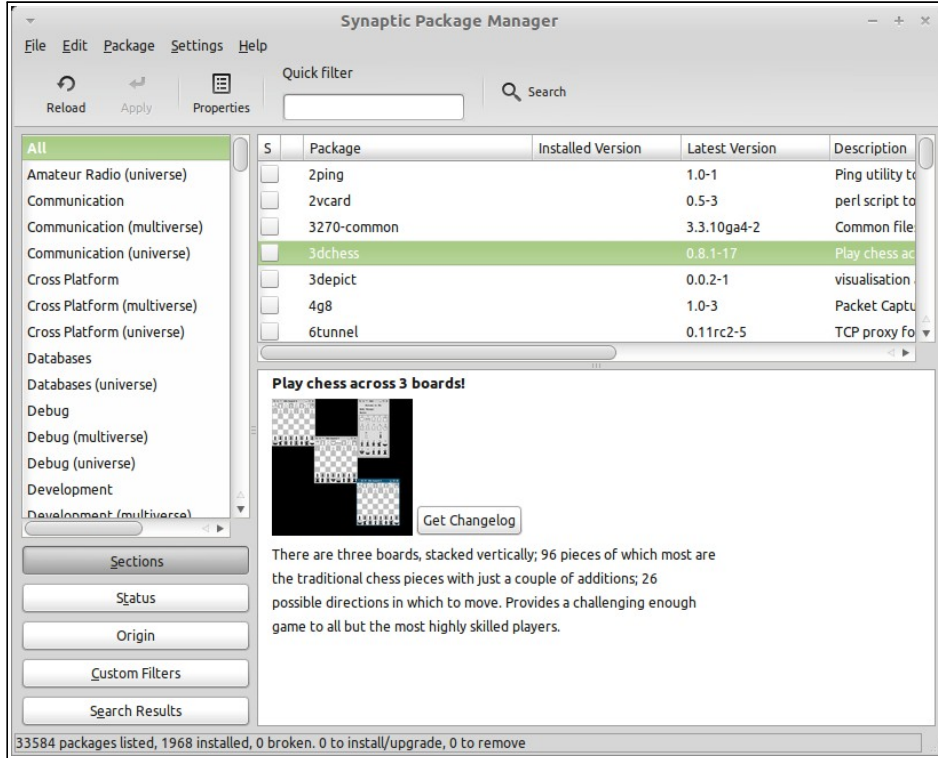 Synaptic Package Manager
File Edit Package Settings Help
Reload
Apply
Properties
Quick filter
Search
All
Amateur Radio (universe)
Communication
Communication (multiverse)
Communication (universe)
Cross Platform
Cross Platform (multiverse)
Cross Platform (universe)
Databases
Databases (universe)
Debug
Debug (multiverse)
Debug (universe)
Development
Development (multiverse)
Sections
Status
Origin
Custom Filters
Search Results
S Package Installed Version Latest Version Description
2ping 1.0-1 Ping utility to
2vcard 0.5-3 perl script to
3270-common 3.3.10ga4-2 Common file
3dchess 0.8.1-17 Play chess ac
3depict 0.0.2-1 visualisation
4g8 1.0-3 Packet Captu
6tunnel 0.11rc2-5 TCP proxy fo
Play chess across 3 boards!
Get Changelog
There are three boards, stacked vertically; 96 pieces of which most are
the traditional chess pieces with just a couple of additions; 26
possible directions in which to move. Provides a challenging enough
game to all but the most highly skilled players.
33584 packages listed, 1968 installed, 0 broken. 0 to install/upgrade, 0 to remove